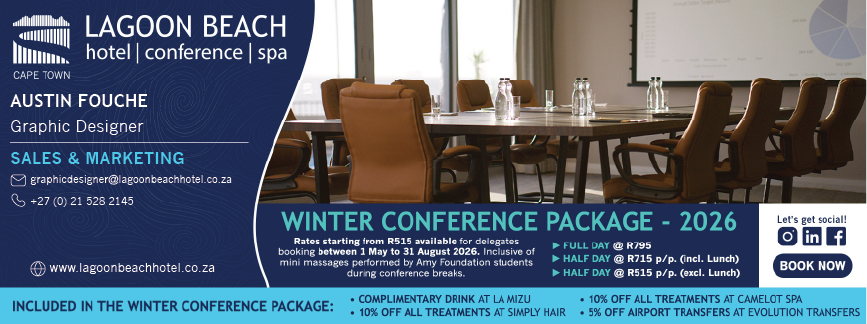 LAGOON BEACH
hotel | conference | spa
CAPE TOWN
AUSTIN FOUCHE
Graphic Designer
SALES & MARKETING
graphicdesigner@lagoonbeachhotel.co.za
+27 (0) 21 528 2145
www.lagoonbeachhotel.co.za
WINTER CONFERENCE PACKAGE - 2026
Rates starting from R515 available for delegates
booking between 1 May to 31 August 2026. Inclusive of
mini massages performed by Amy Foundation students
during conference breaks.
▶ FULL DAY @ R795
▶ HALF DAY @ R715 p/p. (incl. Lunch)
▶ HALF DAY @ R515 p/p. (excl. Lunch)
Let's get social!
BOOK NOW
INCLUDED IN THE WINTER CONFERENCE PACKAGE:
• COMPLIMENTARY DRINK AT LA MIZU
• 10% OFF ALL TREATMENTS AT SIMPLY HAIR
• 10% OFF ALL TREATMENTS AT CAMELOT SPA
• 5% OFF AIRPORT TRANSFERS AT EVOLUTION TRANSFERS